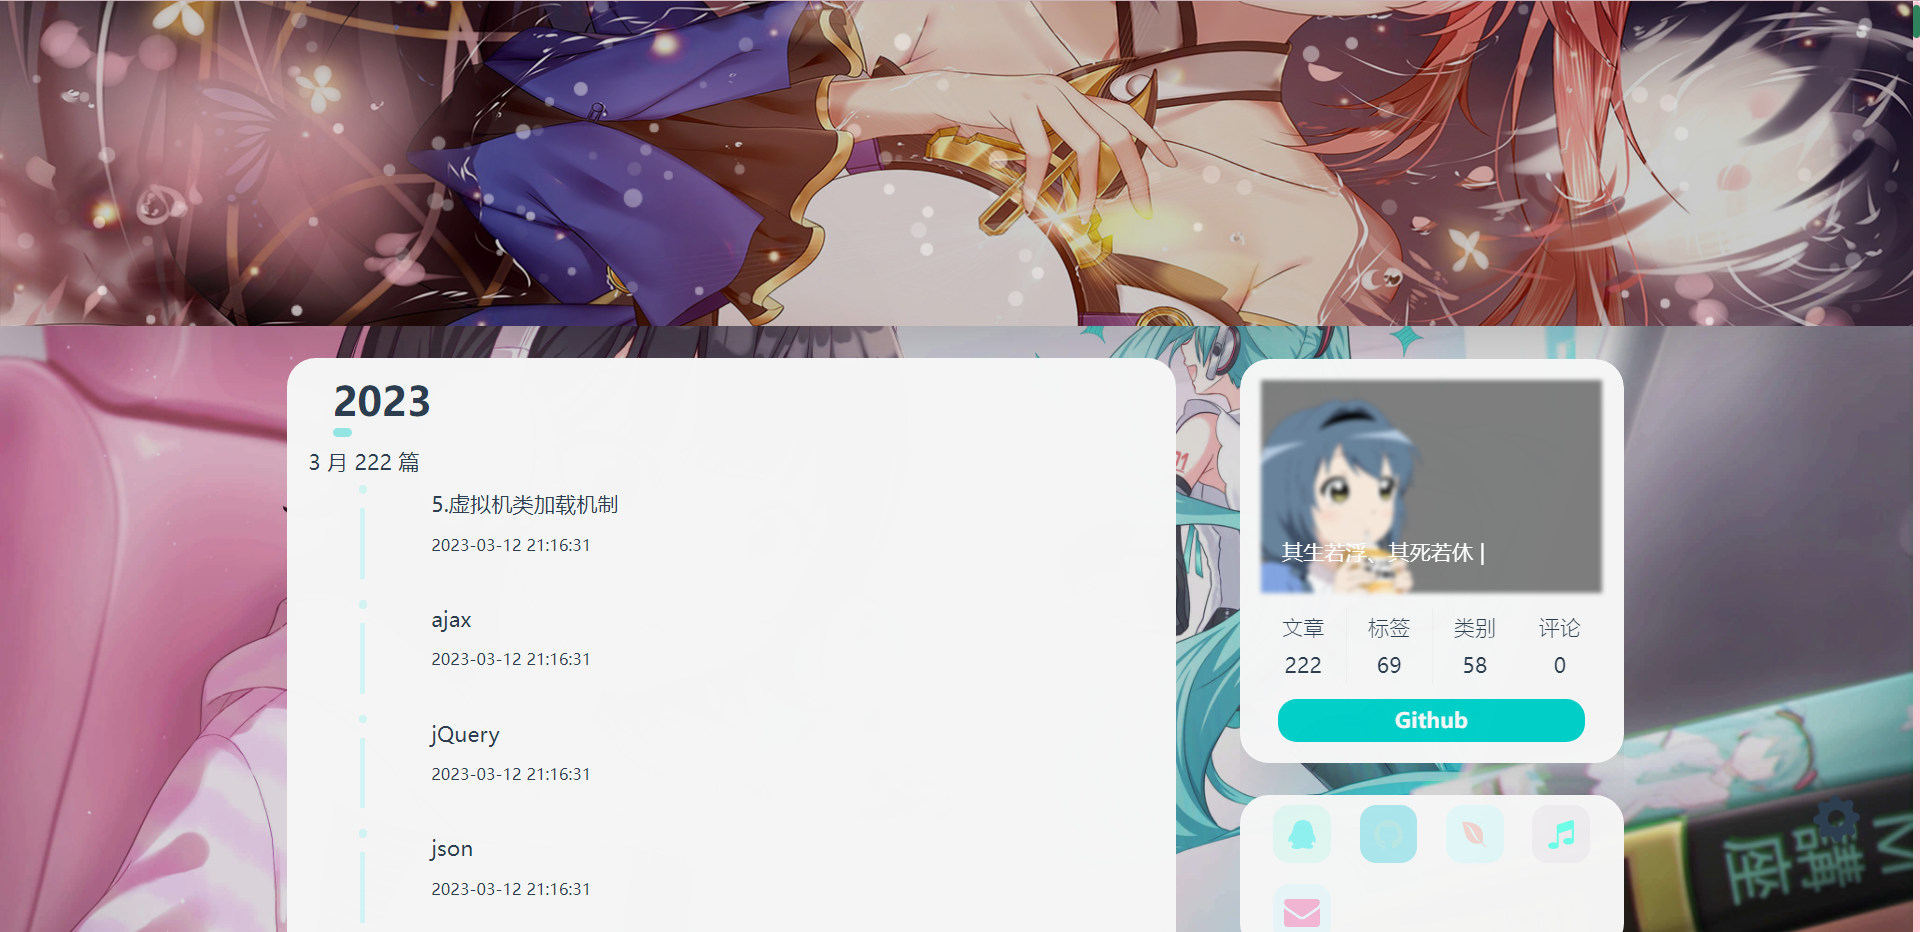 2023
3 月 222 篇
5.虚拟机类加载机制
2023-03-12 21:16:31
ajax
2023-03-12 21:16:31
jQuery
2023-03-12 21:16:31
json
2023-03-12 21:16:31
其生若浮、其死若休 |
文章 标签 类别 评论
222 69 58 0
Github
講座
M